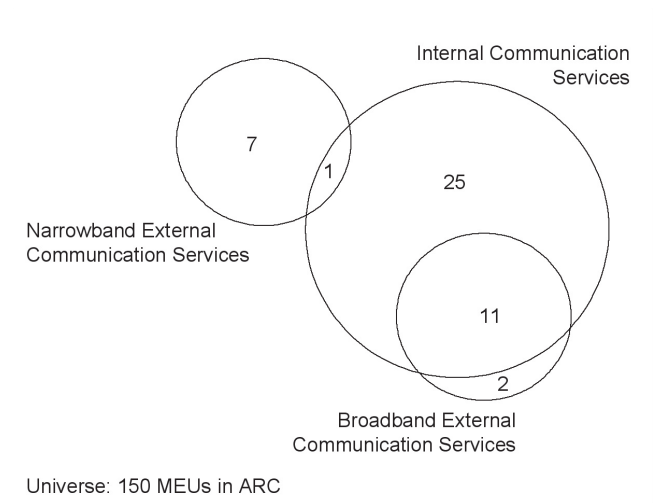 Internal Communication
Services
7
1
25
Narrowband External
Communication Services
11
2
Broadband External
Communication Services
Universe: 150 MEUs in ARC